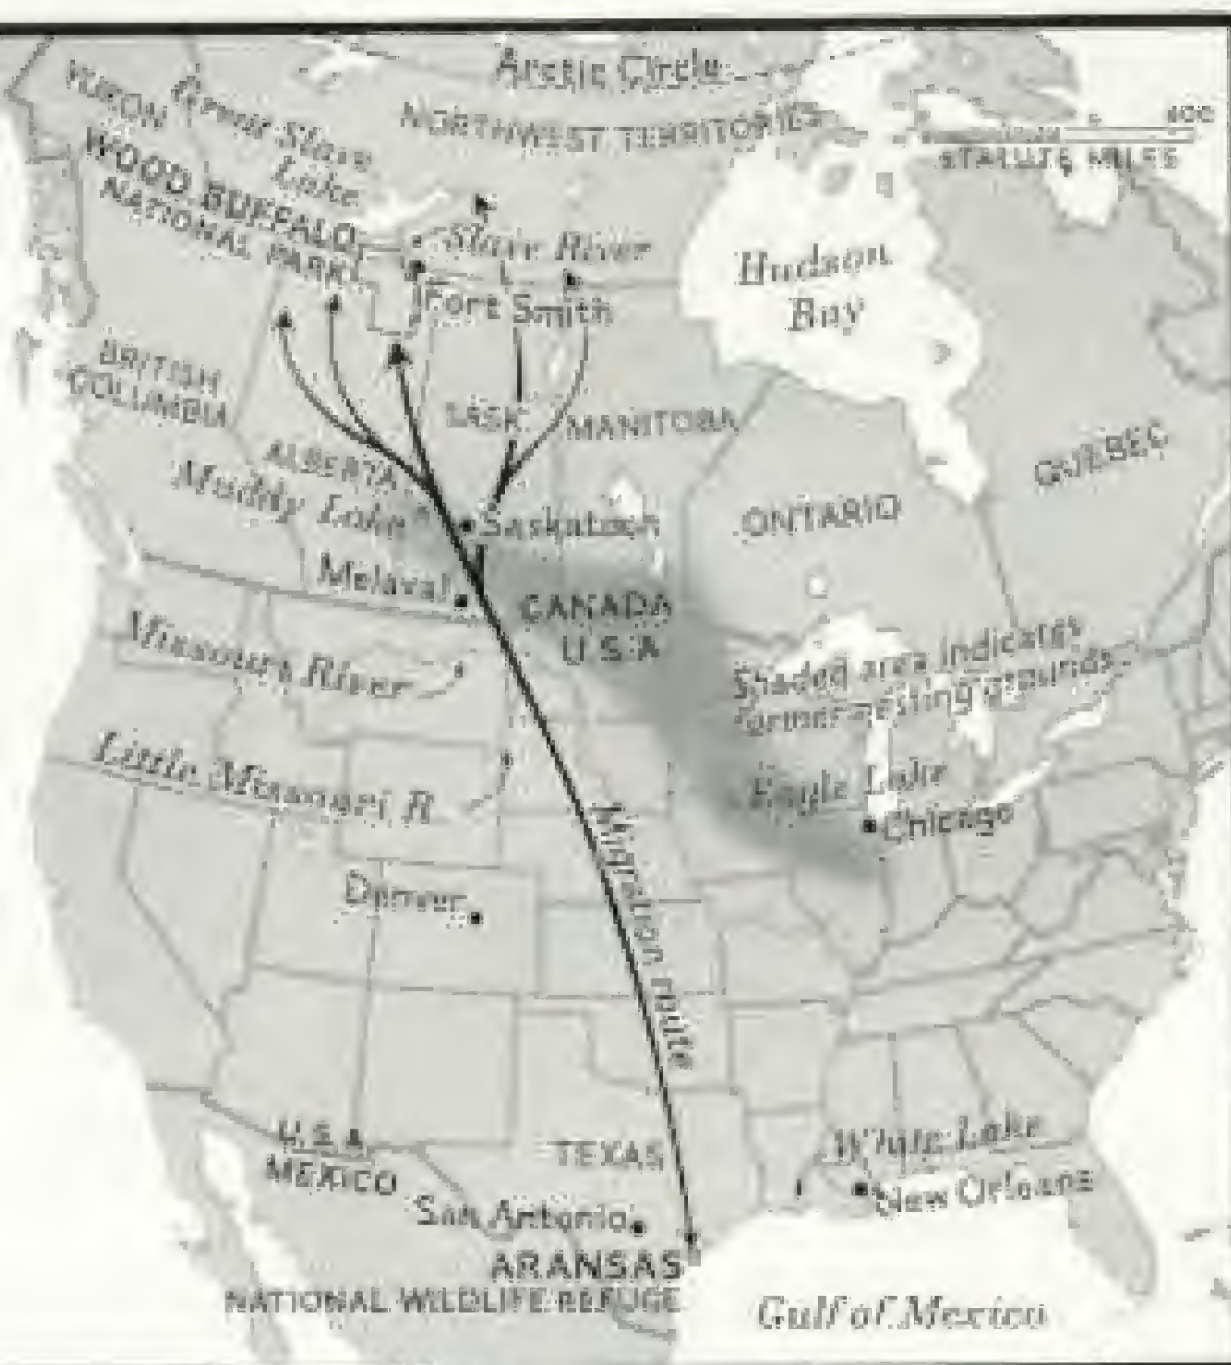 Arctic Circle
YUKON
Great Slave
Lake
NORTHWEST TERRITORIES
400
STATUTE MILES
WOOD BUFFALO
NATIONAL PARK
Slave River
Hudson
Bay
Fort Smith
BRITISH
COLUMBIA
SASK.
MANITOBA
ALBERTA
QUEBEC
Muddy Lake
Saskatoon
ONTARIO
Melaval
CANADA
U.S.A.
Missouri River
Shaded area indicates
former nesting grounds
Little Missouri R.
Eagle Lake
Chicago
Migration route
Denver
U.S.A.
MEXICO
TEXAS
White Lake
New Orleans
San Antonio
ARANSAS
NATIONAL WILDLIFE REFUGE
Gulf of Mexico